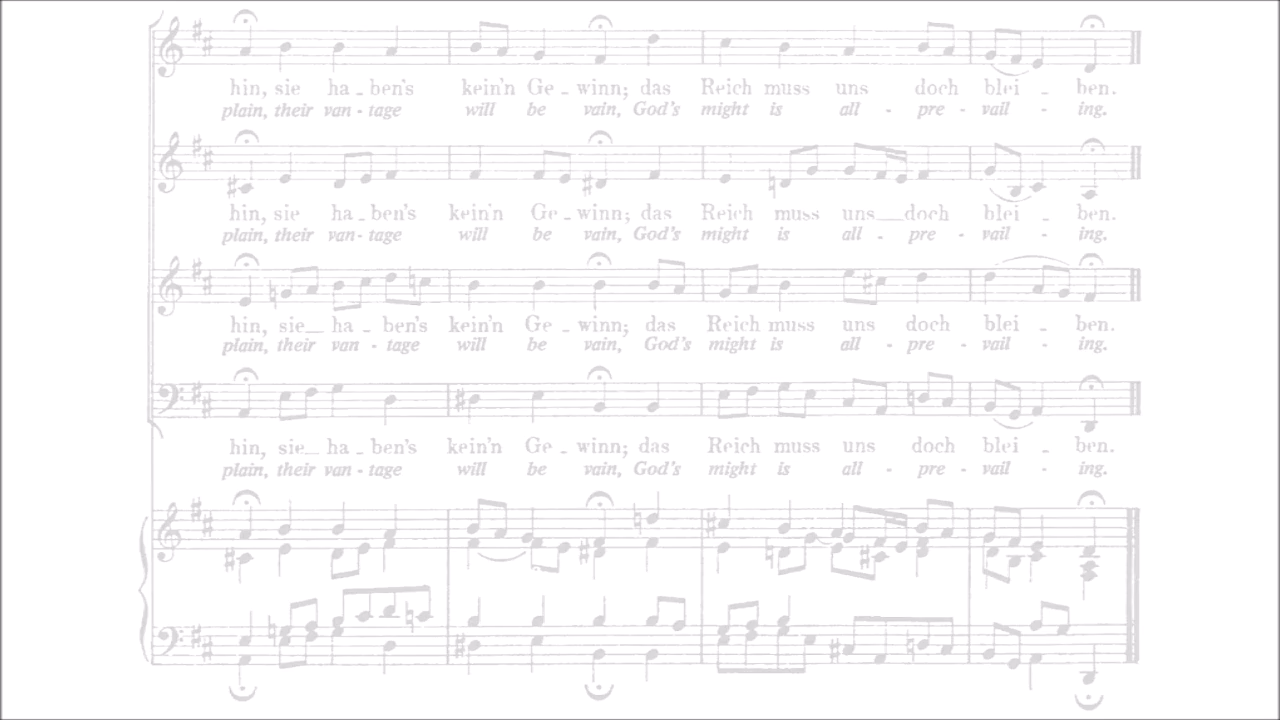 hin, sie ha - ben's kein'n Ge - winn; das Reich muss uns doch blei - ben.
plain, their van - tage will be vain, God's might is all - pre - vail - ing.
hin, sie ha - ben's kein'n Ge - winn; das Reich muss uns doch blei - ben.
plain, their van - tage will be vain, God's might is all - pre - vail - ing.
hin, sie ha - ben's kein'n Ge - winn; das Reich muss uns doch blei - ben.
plain, their van - tage will be vain, God's might is all - pre - vail - ing.
hin, sie ha - ben's kein'n Ge - winn; das Reich muss uns doch blei - ben.
plain, their van - tage will be vain, God's might is all - pre - vail - ing.